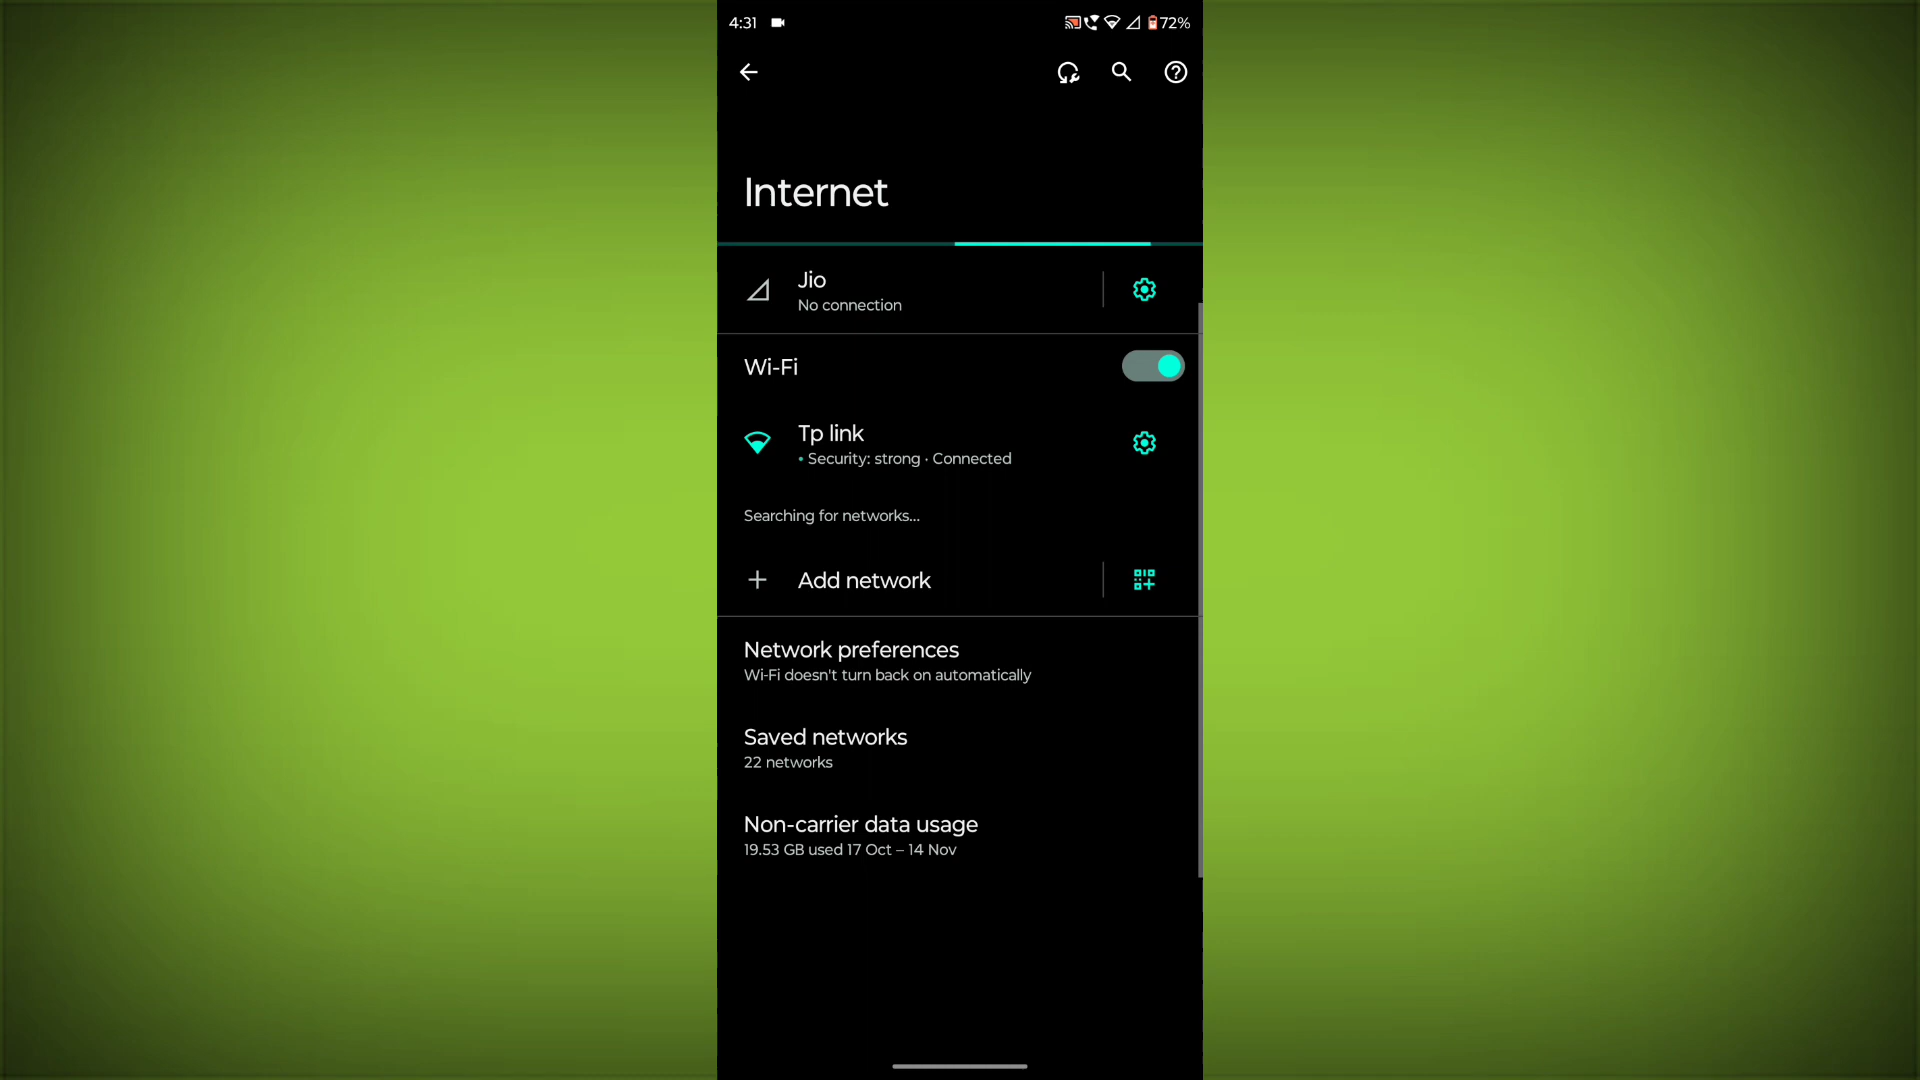 4:31
72%
Internet
Jio
No connection
Wi-Fi
Tp link
• Security: strong · Connected
Searching for networks...
Add network
Network preferences
Wi-Fi doesn't turn back on automatically
Saved networks
22 networks
Non-carrier data usage
19.53 GB used 17 Oct – 14 Nov